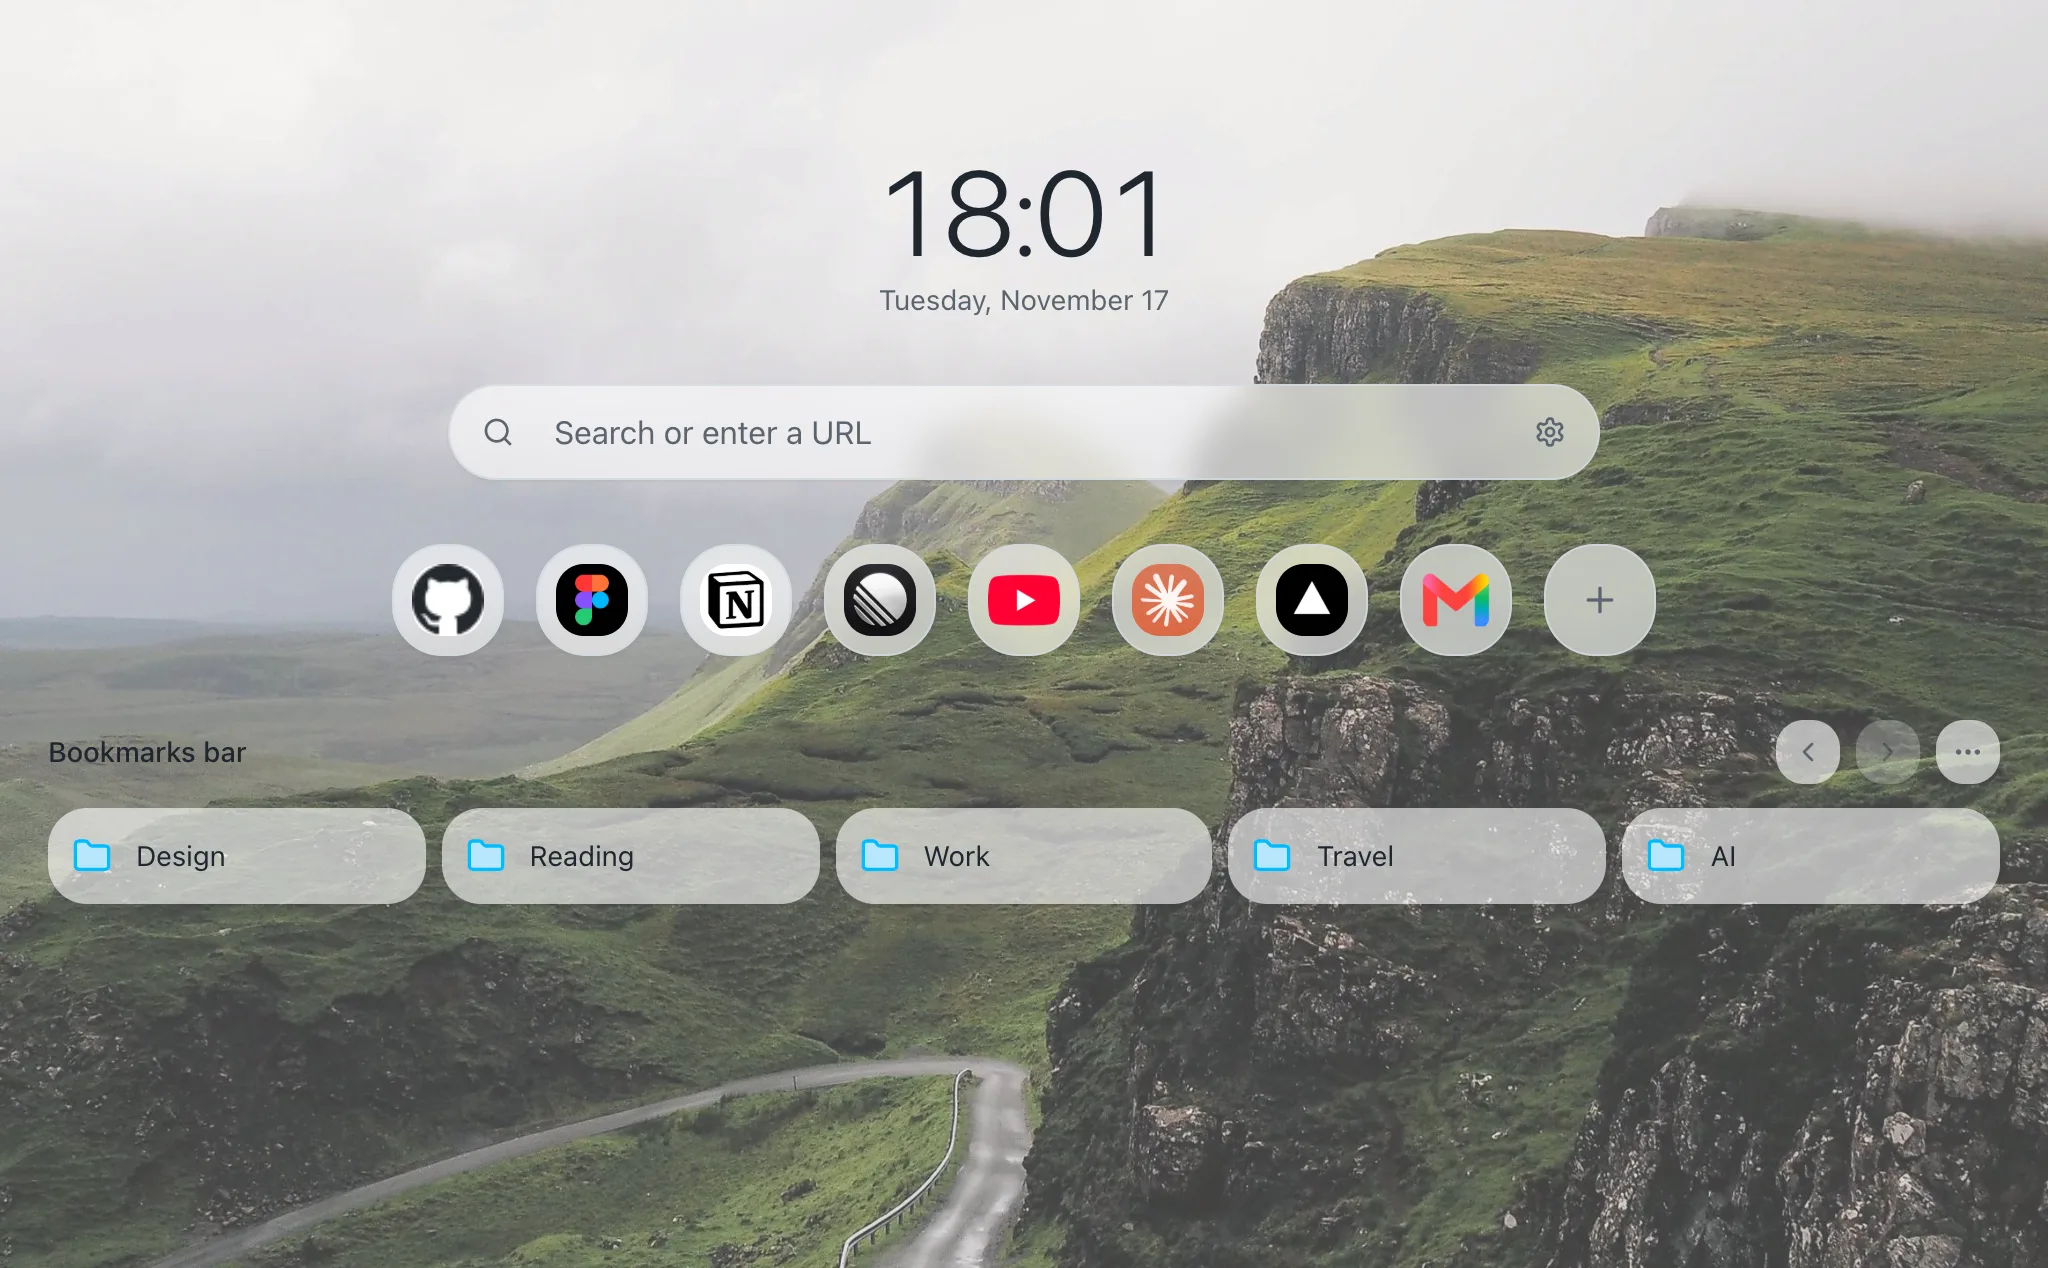 18:01
Tuesday, November 17
Search or enter a URL
Bookmarks bar
Design
Reading
Work
Travel
AI